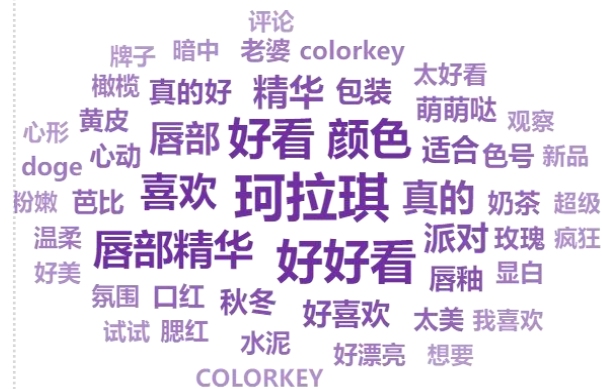 评论
牌子 暗中 老婆 colorkey
橄榄 真的好 精华 包装 太好看
心形 黄皮 唇部 好看 颜色 萌萌哒 观察
doge 心动 适合 色号 新品
粉嫩 芭比 喜欢 珂拉琪 真的 奶茶 超级
温柔 唇部精华 好好看 派对 玫瑰 疯狂
好美 唇釉 显白
氛围 口红 秋冬 好喜欢 太美 我喜欢
试试 腮红 水泥 好漂亮 想要
COLORKEY